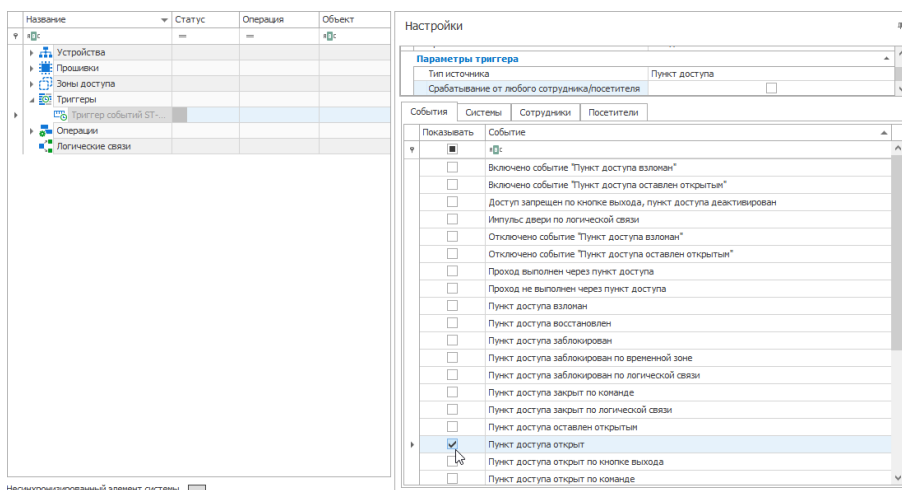 Название Статус Операция Объект
= =
Устройства
Прошивки
Зоны доступа
Триггеры
Триггер событий ST-...
Операции
Логические связи
Несинхронизированный элемент системы
Настройки
Параметры триггера
Тип источника Пункт доступа
Срабатывание от любого сотрудника/посетителя
События Системы Сотрудники Посетители
Показывать Событие
Включено событие "Пункт доступа взломан"
Включено событие "Пункт доступа оставлен открытым"
Доступ запрещен по кнопке выхода, пункт доступа деактивирован
Импульс двери по логической связи
Отключено событие "Пункт доступа взломан"
Отключено событие "Пункт доступа оставлен открытым"
Проход выполнен через пункт доступа
Проход не выполнен через пункт доступа
Пункт доступа взломан
Пункт доступа восстановлен
Пункт доступа заблокирован
Пункт доступа заблокирован по временной зоне
Пункт доступа заблокирован по логической связи
Пункт доступа закрыт по команде
Пункт доступа закрыт по логической связи
Пункт доступа оставлен открытым
Пункт доступа открыт
Пункт доступа открыт по кнопке выхода
Пункт доступа открыт по команде